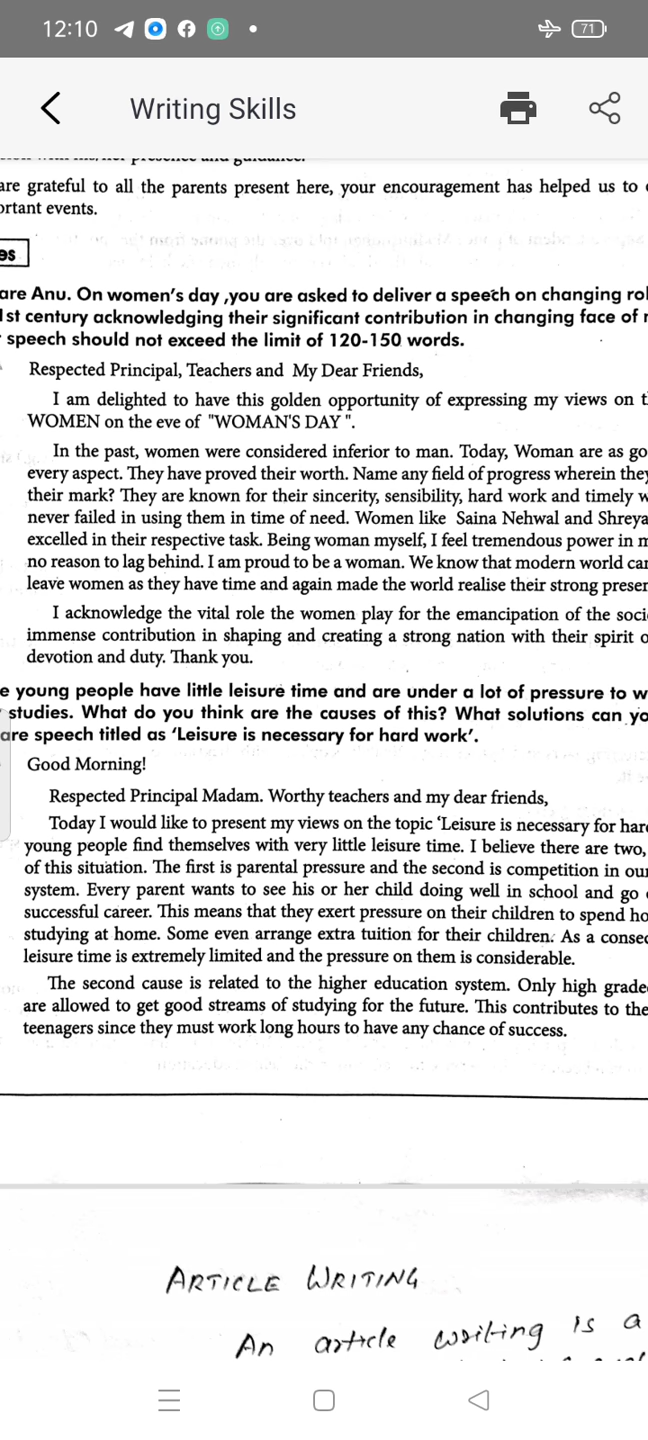 12:10
71
Writing Skills
presence and guidance.
are grateful to all the parents present here, your encouragement has helped us to
ortant events.
es
are Anu. On women's day ,you are asked to deliver a speech on changing rol
1st century acknowledging their significant contribution in changing face of
speech should not exceed the limit of 120-150 words.
Respected Principal, Teachers and My Dear Friends,
I am delighted to have this golden opportunity of expressing my views on t
WOMEN on the eve of "WOMAN'S DAY ".
In the past, women were considered inferior to man. Today, Woman are as go
every aspect. They have proved their worth. Name any field of progress wherein they
their mark? They are known for their sincerity, sensibility, hard work and timely w
never failed in using them in time of need. Women like Saina Nehwal and Shreya
excelled in their respective task. Being woman myself, I feel tremendous power in m
no reason to lag behind. I am proud to be a woman. We know that modern world can
leave women as they have time and again made the world realise their strong presen
I acknowledge the vital role the women play for the emancipation of the soci
immense contribution in shaping and creating a strong nation with their spirit o
devotion and duty. Thank you.
e young people have little leisure time and are under a lot of pressure to w
studies. What do you think are the causes of this? What solutions can yo
are speech titled as 'Leisure is necessary for hard work'.
Good Morning!
Respected Principal Madam. Worthy teachers and my dear friends,
Today I would like to present my views on the topic 'Leisure is necessary for hard
young people find themselves with very little leisure time. I believe there are two,
of this situation. The first is parental pressure and the second is competition in our
system. Every parent wants to see his or her child doing well in school and go
successful career. This means that they exert pressure on their children to spend ho
studying at home. Some even arrange extra tuition for their children. As a conseq
leisure time is extremely limited and the pressure on them is considerable.
The second cause is related to the higher education system. Only high grade
are allowed to get good streams of studying for the future. This contributes to the
teenagers since they must work long hours to have any chance of success.
ARTICLE WRITING
An article writing is a